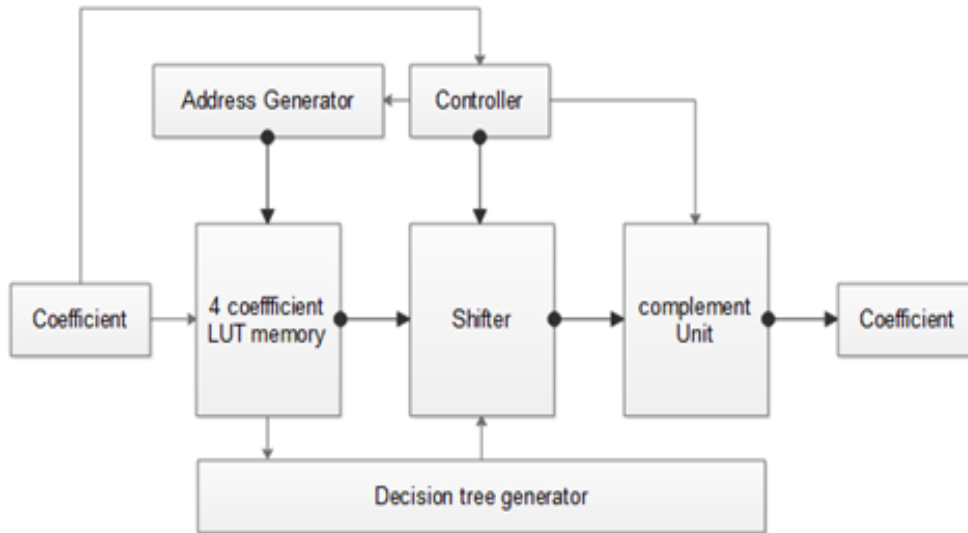 Address Generator
Controller
Coefficient
4 coeffficient
LUT memory
Shifter
complement
Unit
Coefficient
Decision tree generator